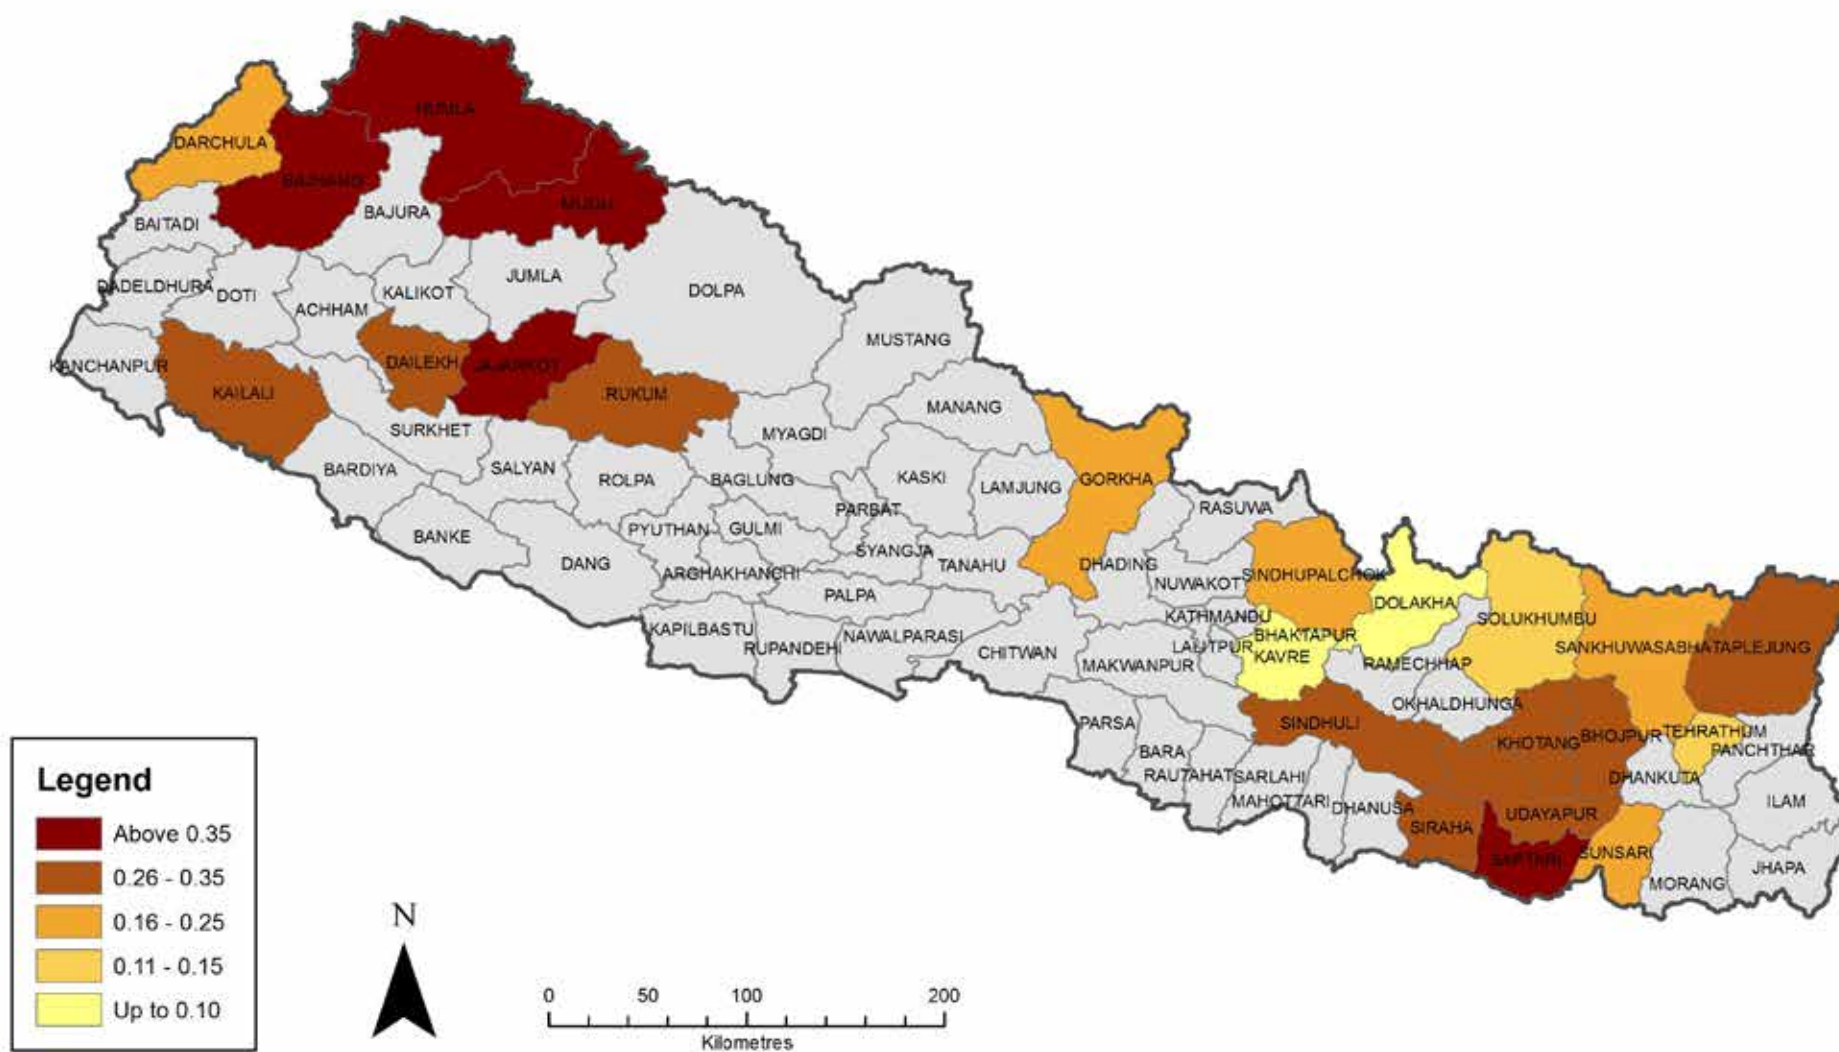 HUMLA
DARCHULA
BAJHANG
MUGU
BAJURA
BAITADI
JUMLA
DADELDHURA
DOTI
KALIKOT
DOLPA
ACHHAM
MUSTANG
KANCHANPUR
DAILEKH
JAJARKOT
KAILALI
RUKUM
MANANG
SURKHET
MYAGDI
BARDIYA
SALYAN
ROLPA
BAGLUNG
KASKI
LAMJUNG
GORKHA
RASUWA
PARBAT
BANKE
PYUTHAN
GULMI
SYANGJA
DANG
ARGHAKHANCHI
TANAHU
DHADING
NUWAKOT
SINDHUPALCHOK
PALPA
DOLAKHA
KATHMANDU
SOLUKHUMBU
KAPILBASTU
RUPANDEHI
NAWALPARASI
CHITWAN
LALITPUR
BHAKTAPUR
KAVRE
MAKWANPUR
RAMECHHAP
SANKHUWASABHA
TAPLEJUNG
OKHALDHUNGA
PARSA
SINDHULI
KHOTANG
BHOJPUR
TEHRATHUM
PANCHTHAR
BARA
RAUTAHAT
SARLAHI
DHANKUTA
MAHOTTARI
DHANUSA
ILAM
SIRAHA
UDAYAPUR
SAPTARI
SUNSARI
MORANG
JHAPA
Legend
Above 0.35
0.26 - 0.35
0.16 - 0.25
0.11 - 0.15
Up to 0.10
N
0 50 100 200
Kilometres